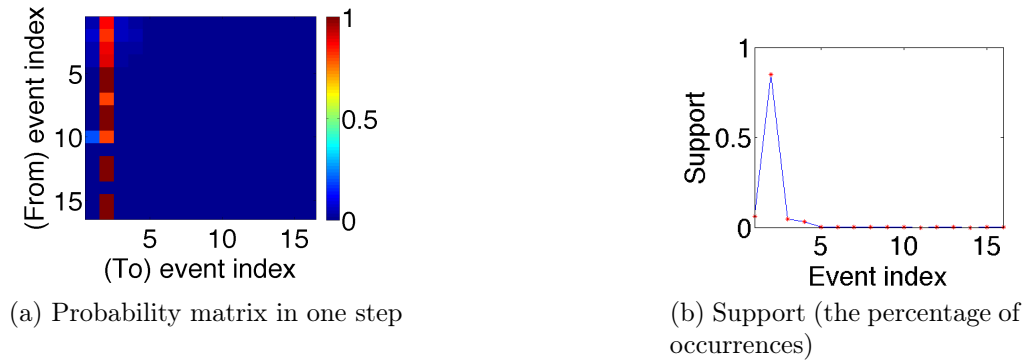 (From) event index
5
10
15
5
10
15
(To) event index
1
0.5
0
(a) Probability matrix in one step
Support
1
0.5
0
5
10
15
Event index
(b) Support (the percentage of
occurrences)